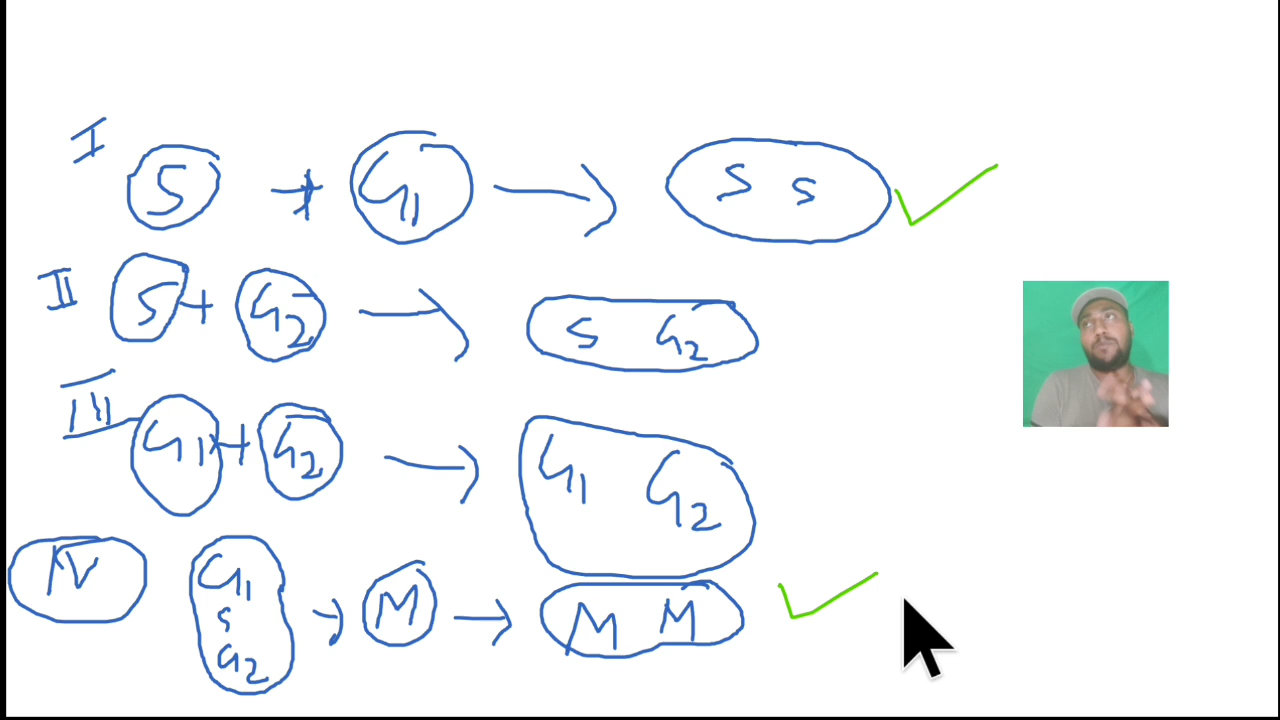 I S + G1 → S S ✓
II S + G2 → S G2
III G1 + G2 → G1 G2
IV G1 S G2 → M → M M ✓